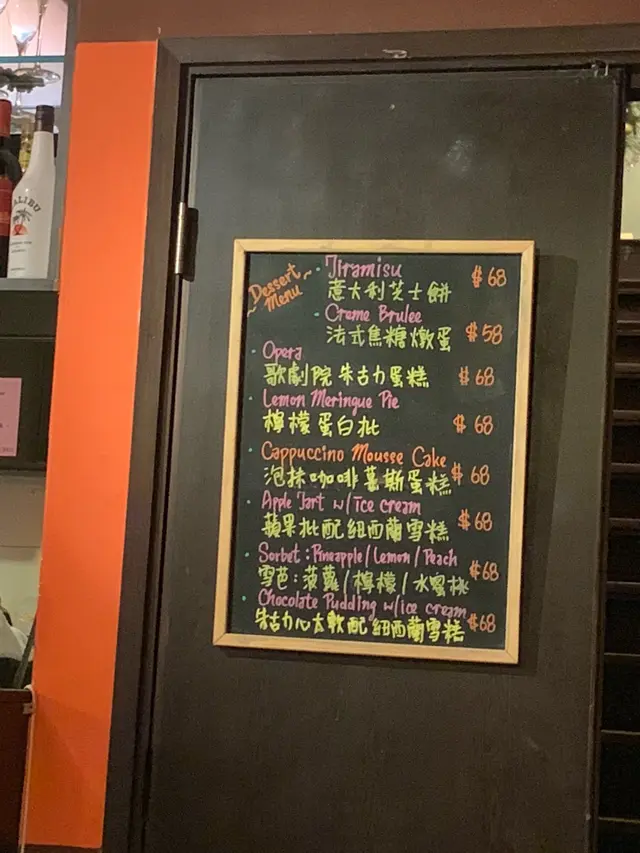 Dessert
Menu
Tiramisu $68
意大利芝士餅
Creme Brulee
法式焦糖燉蛋 $58
Opera
歌劇院朱古力蛋糕 $68
Lemon Meringue Pie
檸檬蛋白批 $68
Cappuccino Mousse Cake
泡抹咖啡慕斯蛋糕 $68
Apple Tart w/ice cream
蘋果批配紐西蘭雪糕 $68
Sorbet : Pineapple / Lemon / Peach
雪芭：菠蘿 / 檸檬 / 水蜜桃 $68
Chocolate Pudding w/ice cream
朱古力心太軟配紐西蘭雪糕 $68
ALIBU